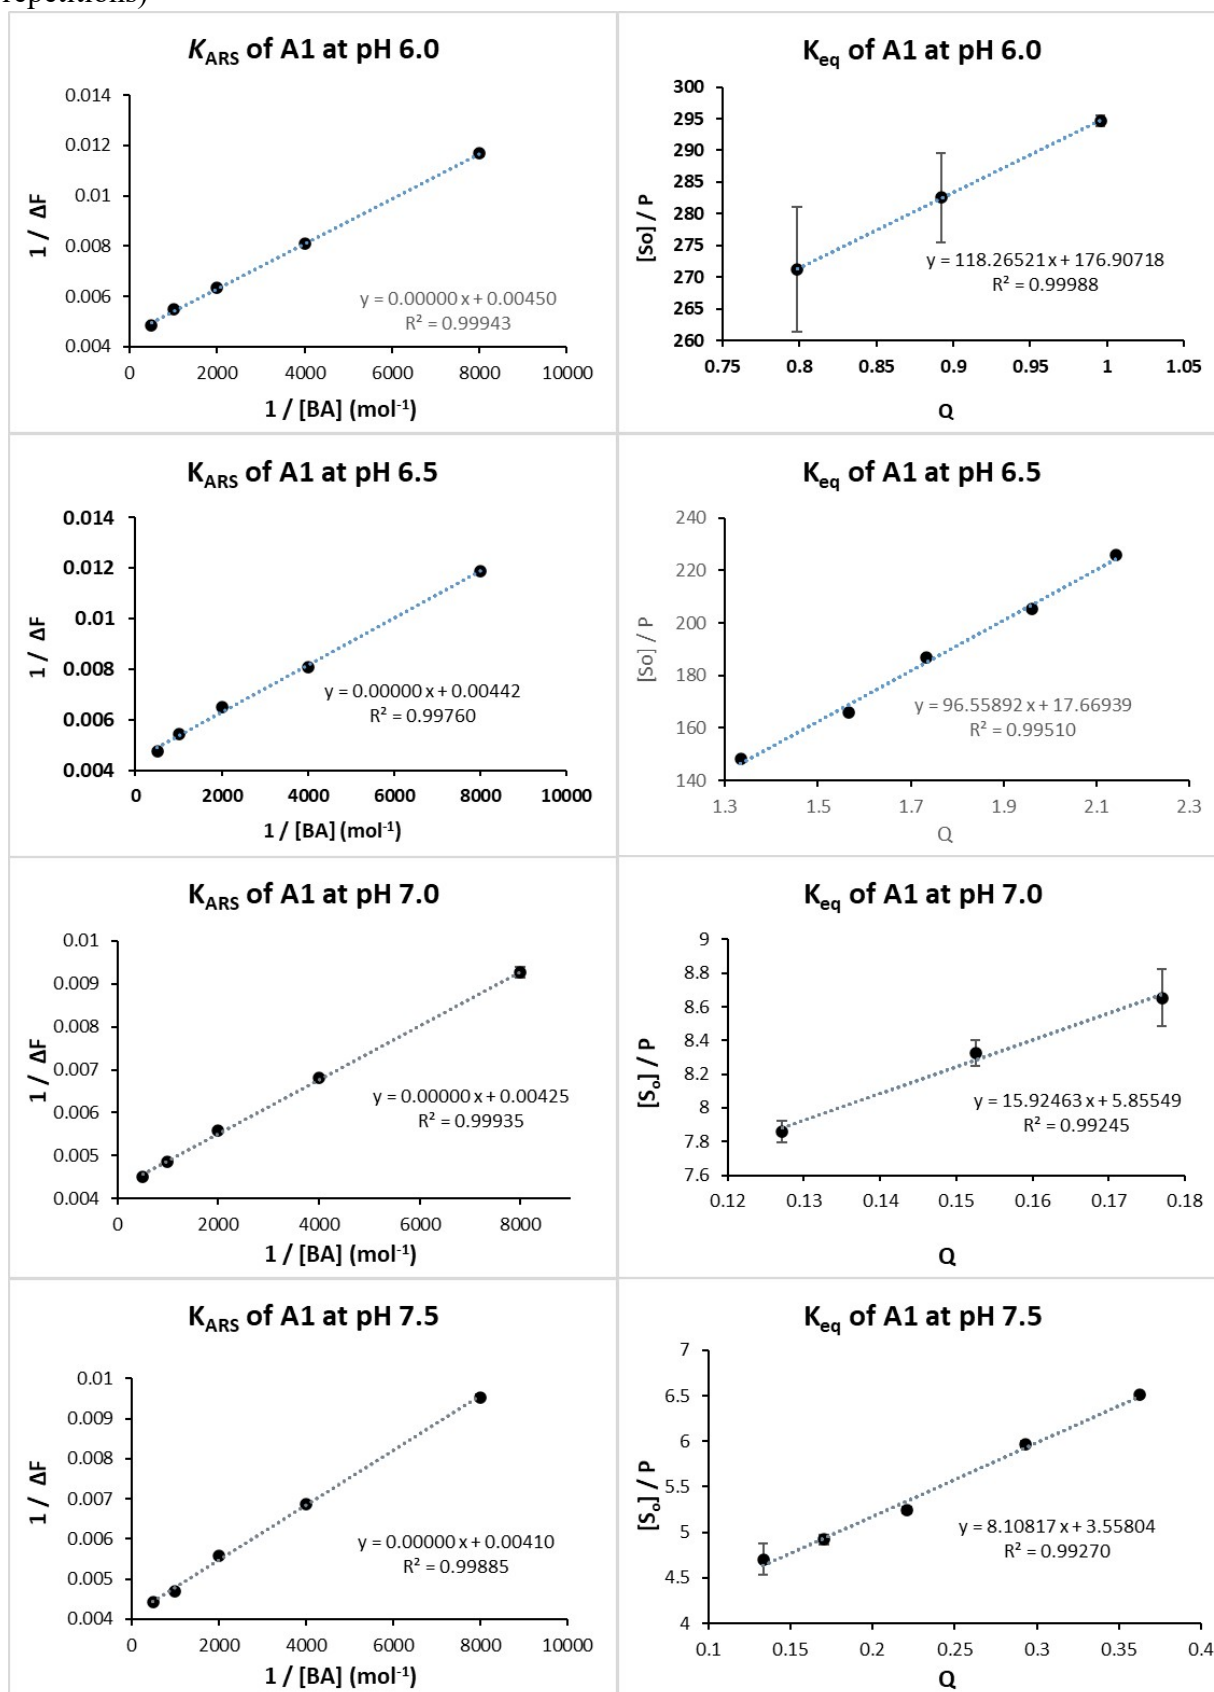 repetitions)
K_ARS of A1 at pH 6.0
0.014
0.012
0.01
0.008
0.006
0.004
1 / ΔF
y = 0.00000 x + 0.00450
R² = 0.99943
0 2000 4000 6000 8000 10000
1 / [BA] (mol⁻¹)
K_eq of A1 at pH 6.0
300
295
290
285
280
275
270
265
260
[So] / P
y = 118.26521 x + 176.90718
R² = 0.99988
0.75 0.8 0.85 0.9 0.95 1 1.05
Q
K_ARS of A1 at pH 6.5
0.014
0.012
0.01
0.008
0.006
0.004
1 / ΔF
y = 0.00000 x + 0.00442
R² = 0.99760
0 2000 4000 6000 8000 10000
1 / [BA] (mol⁻¹)
K_eq of A1 at pH 6.5
240
220
200
180
160
140
[So] / P
y = 96.55892 x + 17.66939
R² = 0.99510
1.3 1.5 1.7 1.9 2.1 2.3
Q
K_ARS of A1 at pH 7.0
0.01
0.009
0.008
0.007
0.006
0.005
0.004
1 / ΔF
y = 0.00000 x + 0.00425
R² = 0.99935
0 2000 4000 6000 8000
1 / [BA] (mol⁻¹)
K_eq of A1 at pH 7.0
9
8.8
8.6
8.4
8.2
8
7.8
7.6
[S_o] / P
y = 15.92463 x + 5.85549
R² = 0.99245
0.12 0.13 0.14 0.15 0.16 0.17 0.18
Q
K_ARS of A1 at pH 7.5
0.01
0.009
0.008
0.007
0.006
0.005
0.004
1 / ΔF
y = 0.00000 x + 0.00410
R² = 0.99885
0 2000 4000 6000 8000 10000
1 / [BA] (mol⁻¹)
K_eq of A1 at pH 7.5
7
6.5
6
5.5
5
4.5
4
[S_o] / P
y = 8.10817 x + 3.55804
R² = 0.99270
0.1 0.15 0.2 0.25 0.3 0.35 0.4
Q